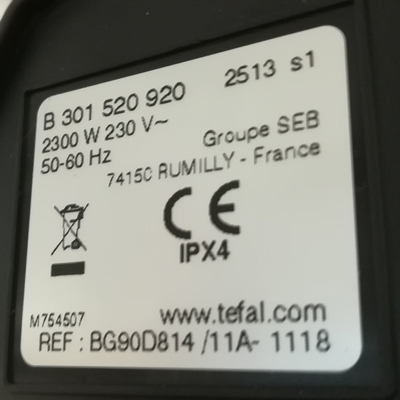 B 301 520 920 2513 s1
2300 W 230 V~
50-60 Hz Groupe SEB
74150 RUMILLY - France
CE
IPX4
M754507 www.tefal.com
REF : BG90D814 /11A- 1118